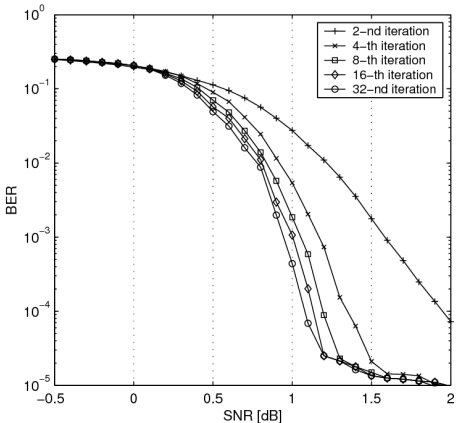 10^0
10^-1
10^-2
10^-3
10^-4
10^-5
BER
2−nd iteration
4−th iteration
8−th iteration
16−th iteration
32−nd iteration
−0.5 0 0.5 1 1.5 2
SNR [dB]